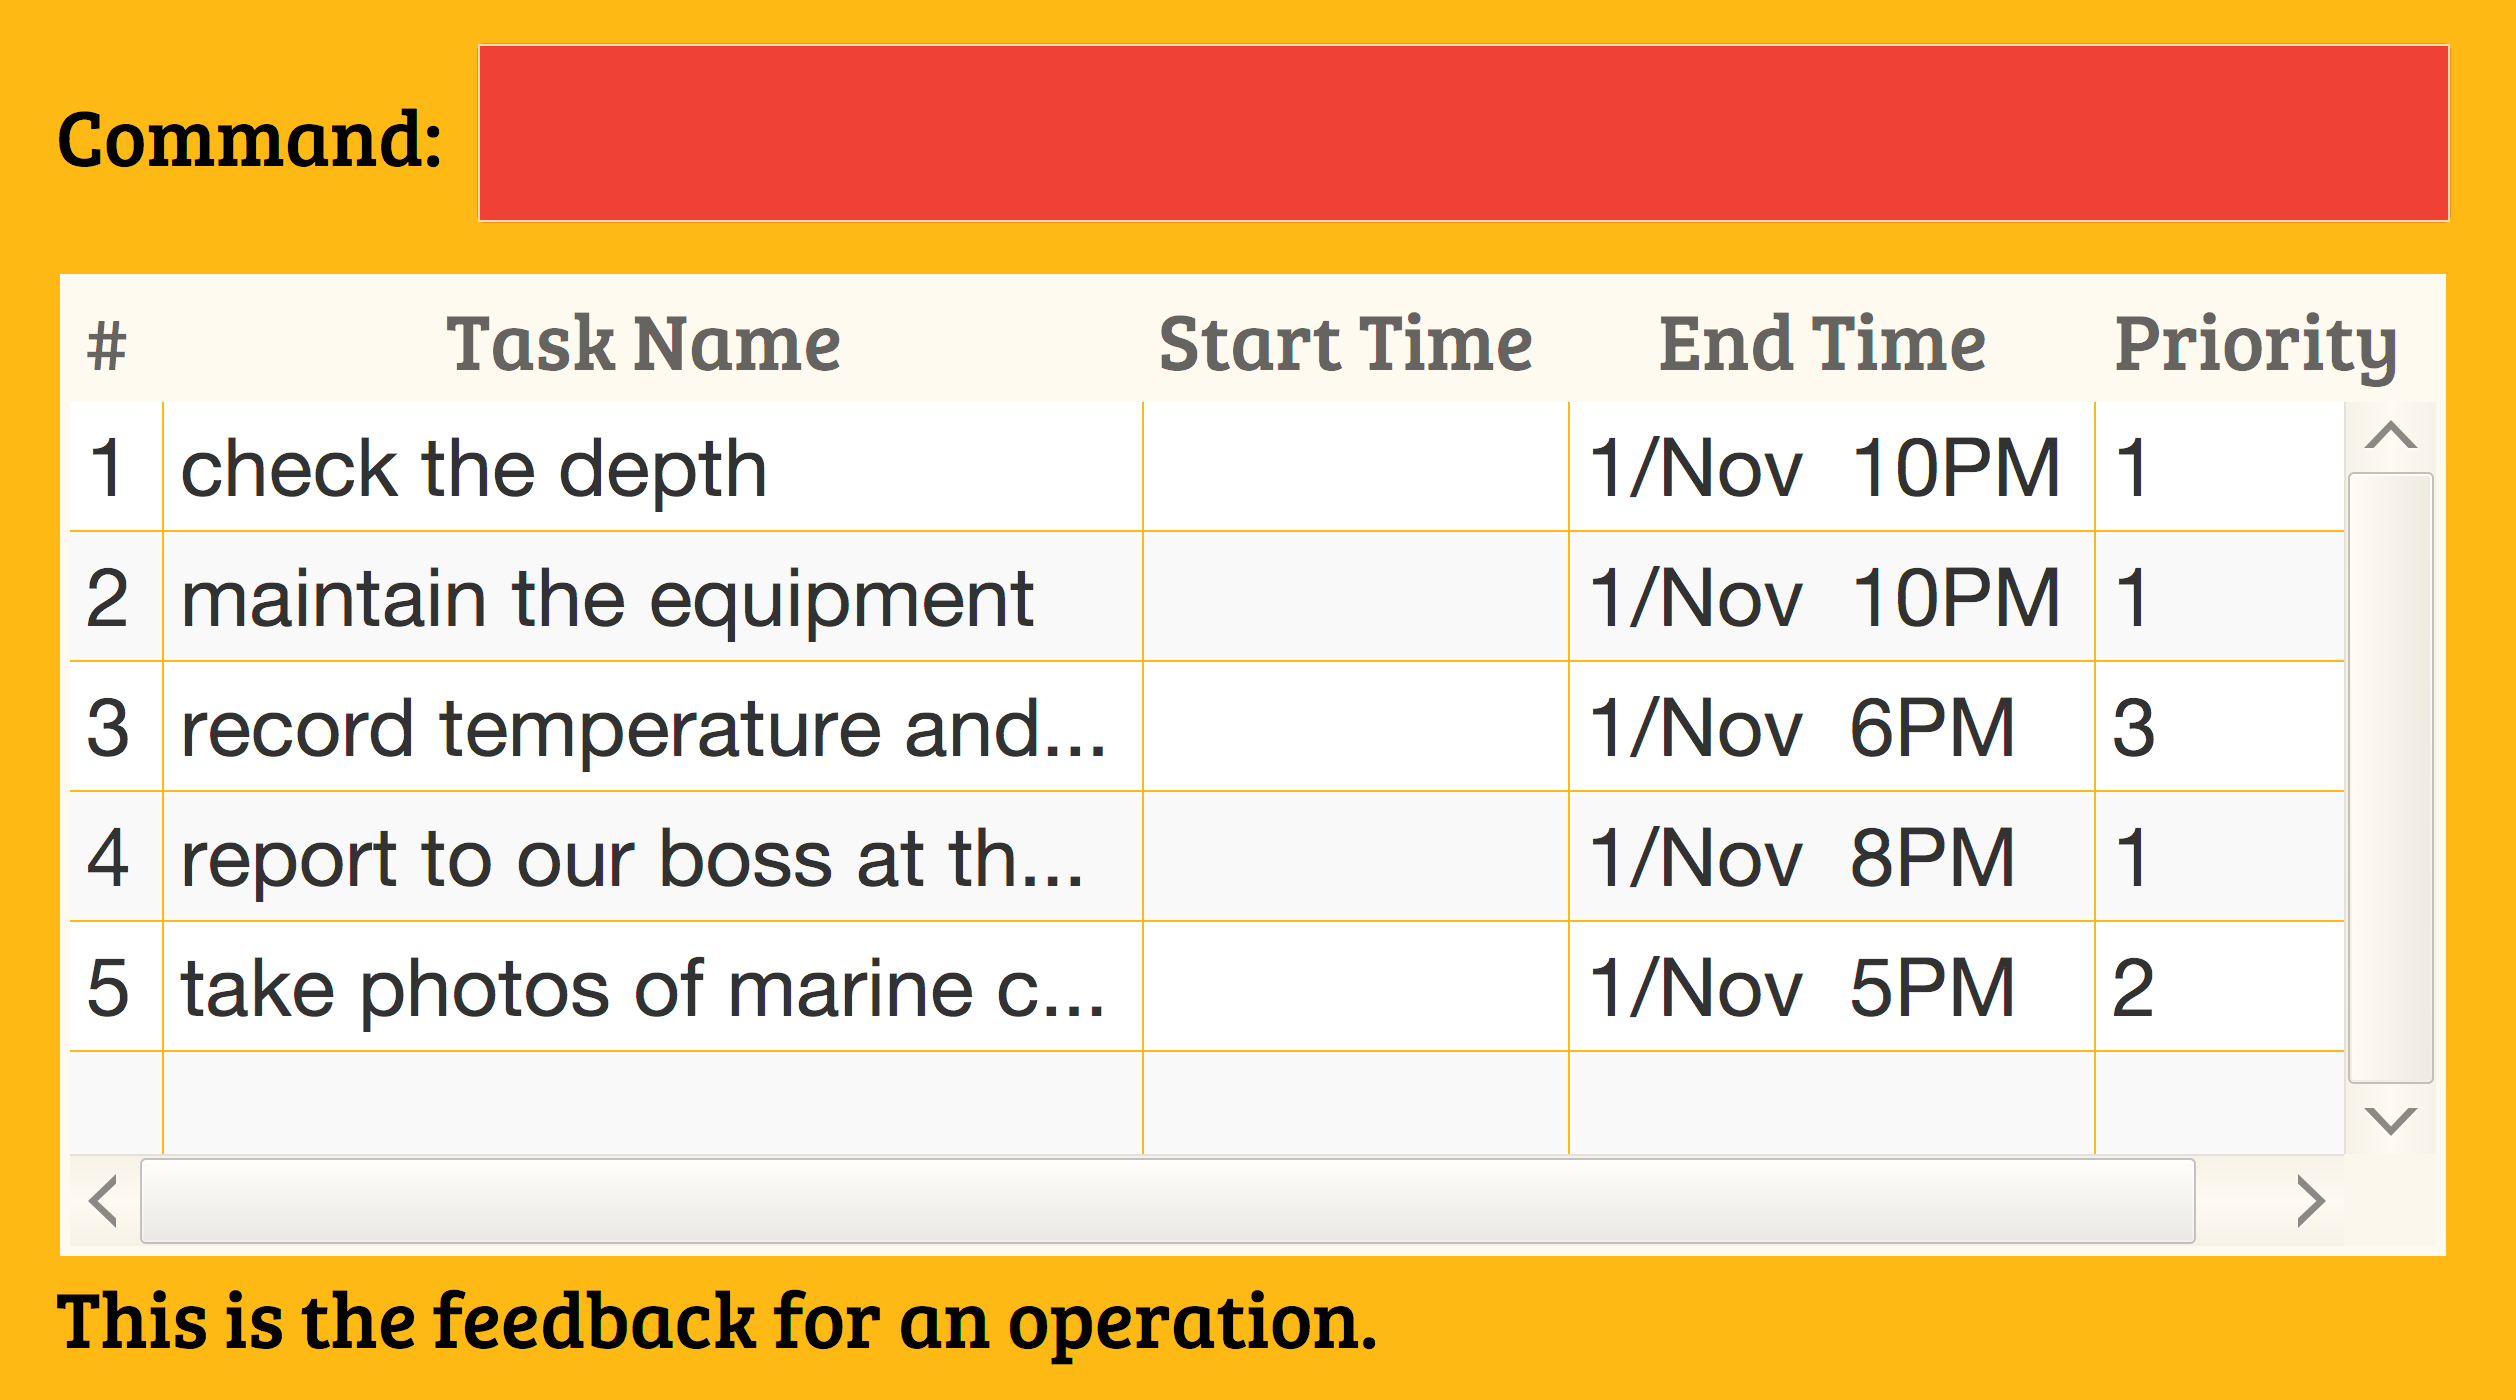 Command:
# Task Name Start Time End Time Priority
1 check the depth 1/Nov 10PM 1
2 maintain the equipment 1/Nov 10PM 1
3 record temperature and... 1/Nov 6PM 3
4 report to our boss at th... 1/Nov 8PM 1
5 take photos of marine c... 1/Nov 5PM 2
This is the feedback for an operation.